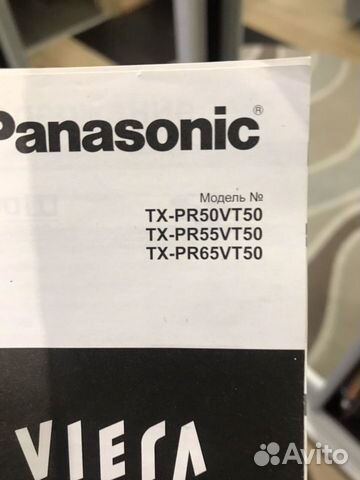 Panasonic®
Модель №
TX-PR50VT50
TX-PR55VT50
TX-PR65VT50
VIERA
Avito